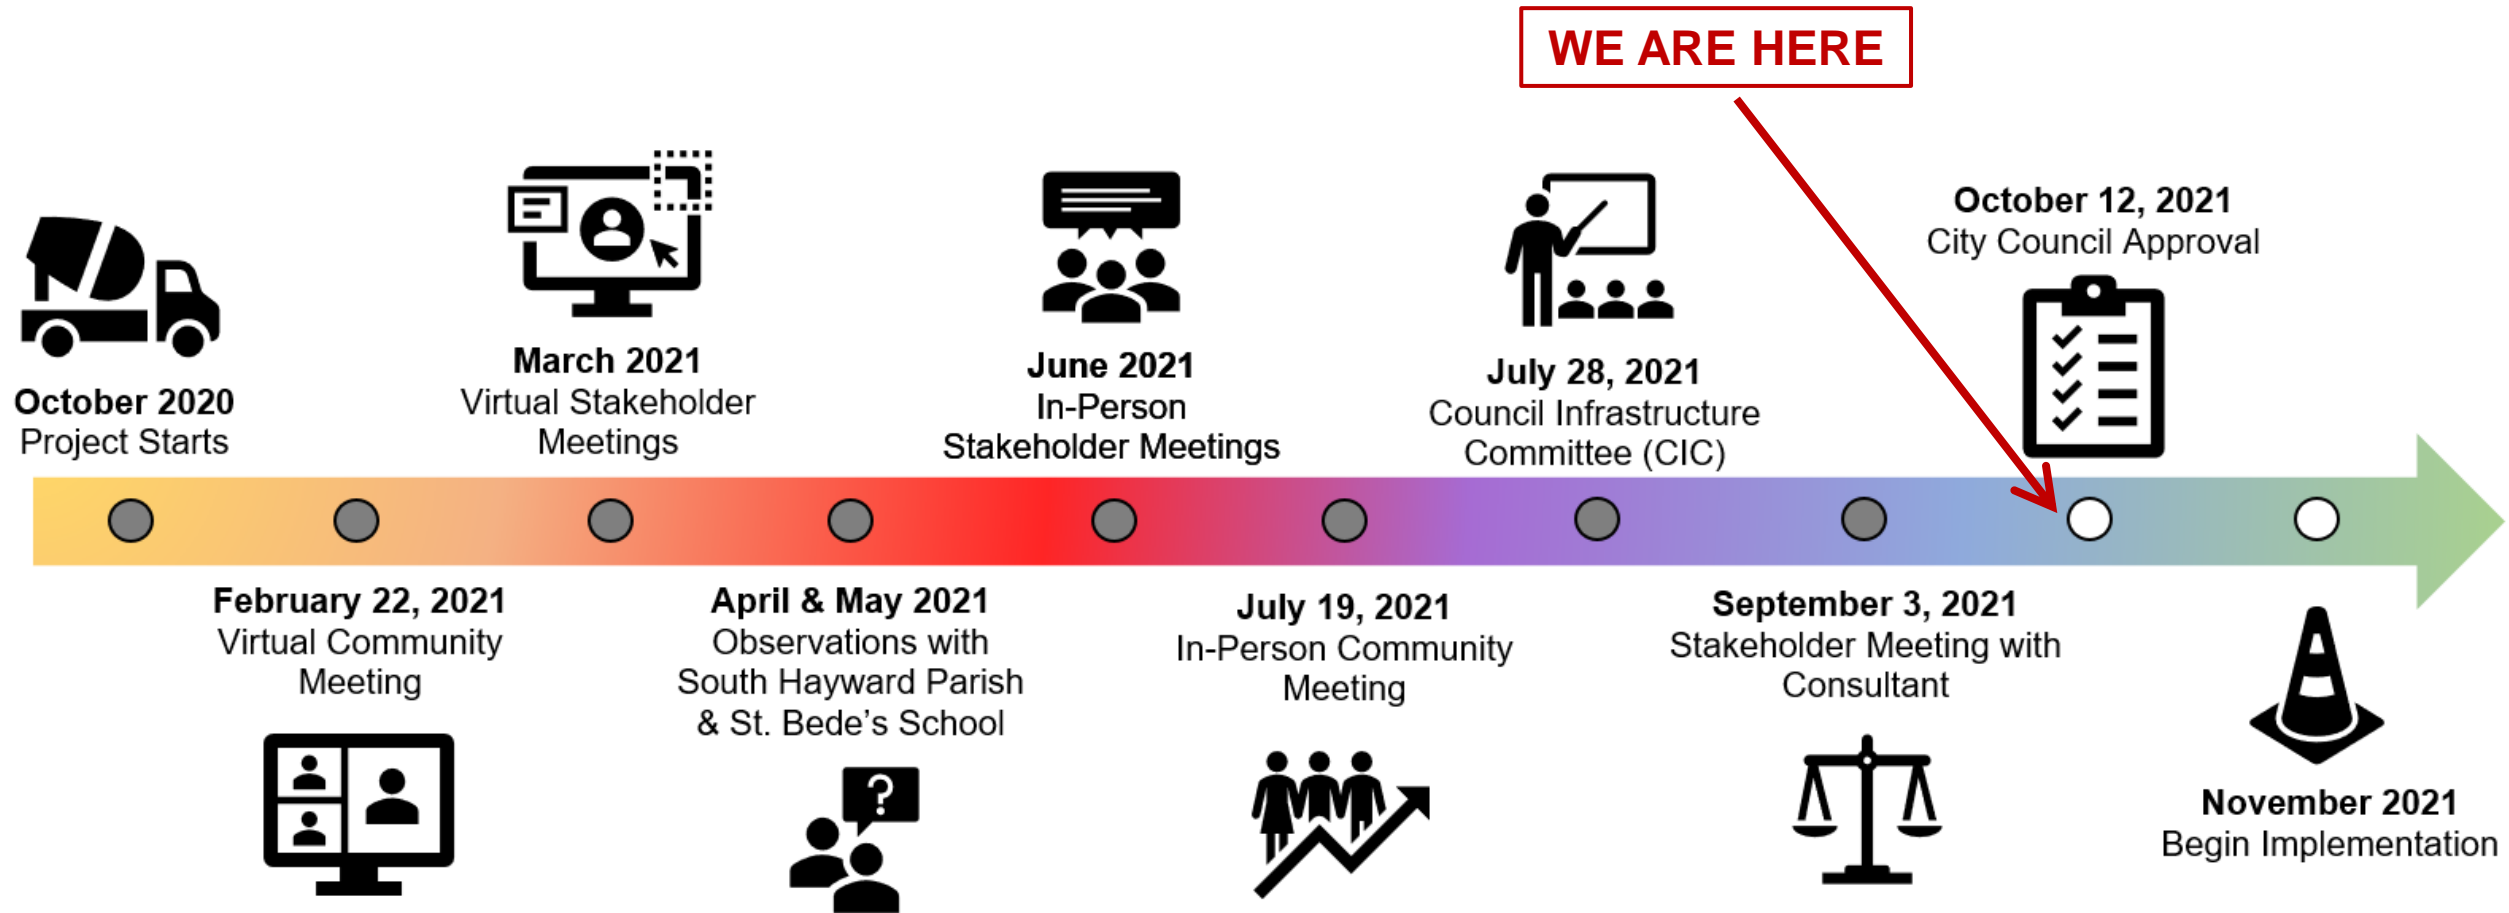 WE ARE HERE
October 2020
Project Starts
February 22, 2021
Virtual Community
Meeting
March 2021
Virtual Stakeholder
Meetings
April & May 2021
Observations with
South Hayward Parish
& St. Bede’s School
?
June 2021
In-Person
Stakeholder Meetings
July 19, 2021
In-Person Community
Meeting
July 28, 2021
Council Infrastructure
Committee (CIC)
September 3, 2021
Stakeholder Meeting with
Consultant
October 12, 2021
City Council Approval
November 2021
Begin Implementation